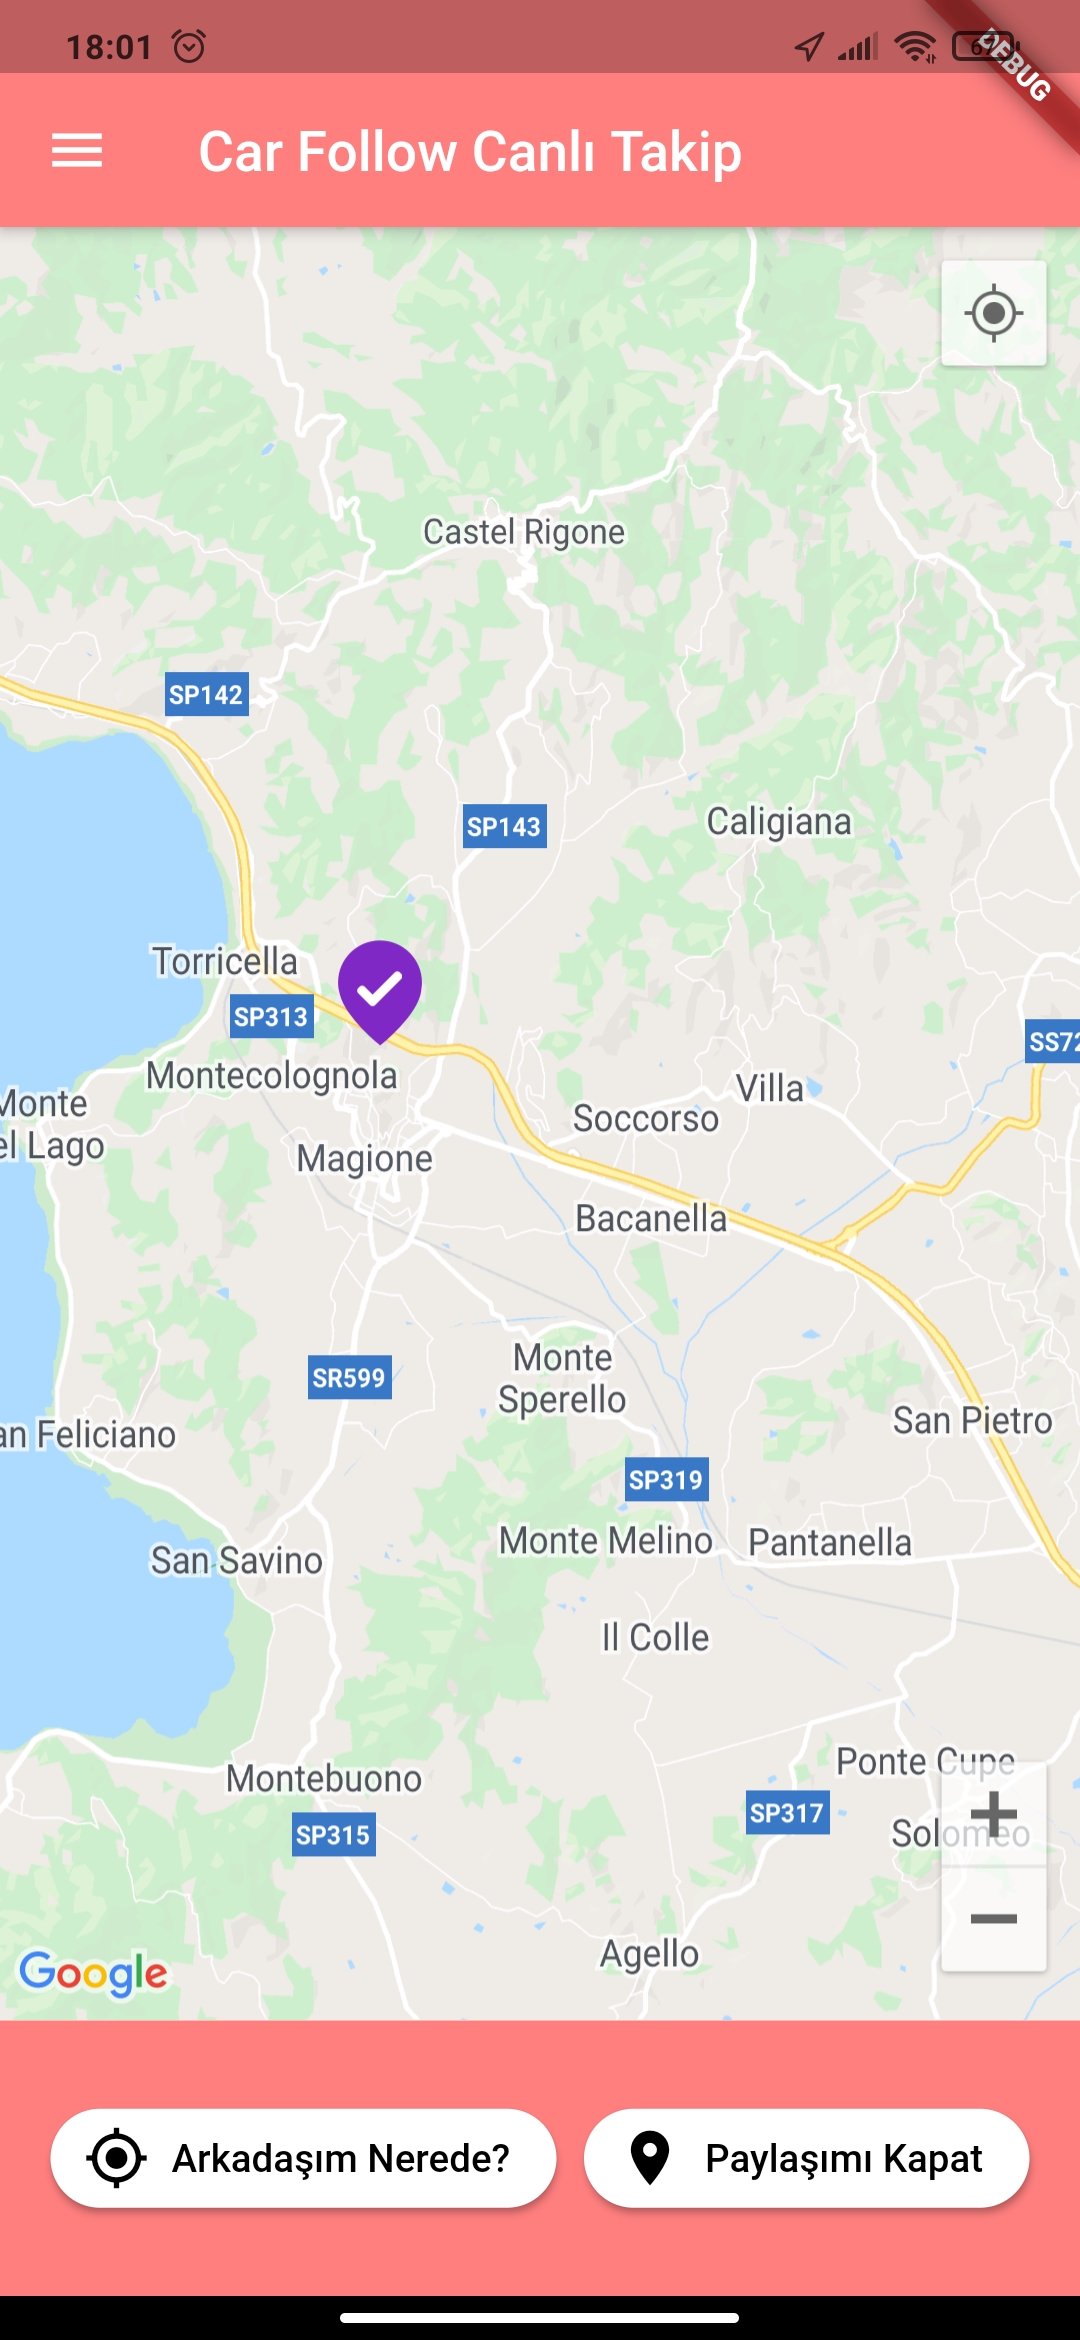 18:01
67
DEBUG
Car Follow Canlı Takip
Castel Rigone
SP142
SP143
Caligiana
Torricella
SP313
SS72
Montecolognola
Villa
Monte
el Lago
Soccorso
Magione
Bacanella
Monte
Sperello
SR599
San Pietro
an Feliciano
SP319
Monte Melino
Pantanella
San Savino
Il Colle
Ponte Cupe
Montebuono
SP317
Solomeo
SP315
Agello
Google
Arkadaşım Nerede?
Paylaşımı Kapat